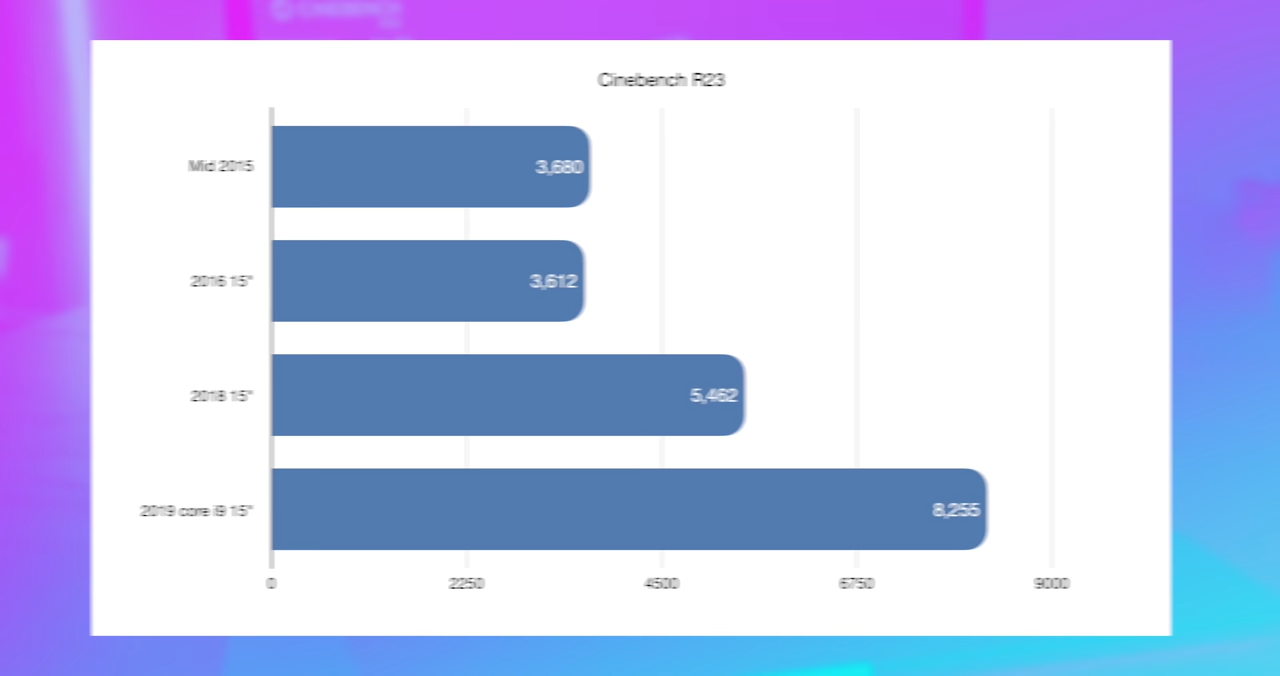 CINEBENCH
Cinebench R23
Mid 2015
3,680
2016 15"
3,612
2018 15"
5,462
2019 core i9 15"
8,255
0 2250 4500 6750 9000